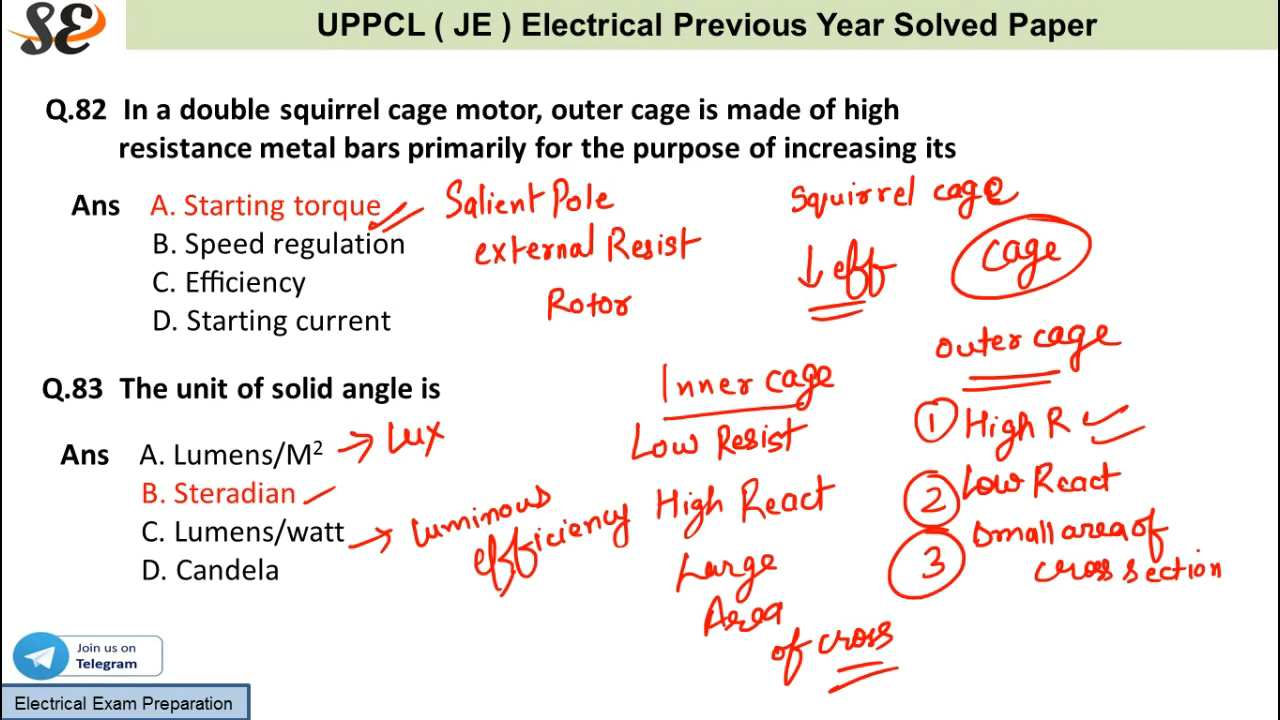 SE
UPPCL ( JE ) Electrical Previous Year Solved Paper
Q.82 In a double squirrel cage motor, outer cage is made of high
resistance metal bars primarily for the purpose of increasing its
Ans A. Starting torque
B. Speed regulation
C. Efficiency
D. Starting current
Salient Pole
external Resist
Rotor
Squirrel cage
↓ eff
cage
Q.83 The unit of solid angle is
Ans A. Lumens/M² → Lux
B. Steradian
C. Lumens/watt → Luminous
efficiency
D. Candela
Inner cage
Low Resist
High React
Large
Area
of cross
outer cage
① High R ✓
② Low React
③ Small area of
cross section
Join us on
Telegram
Electrical Exam Preparation